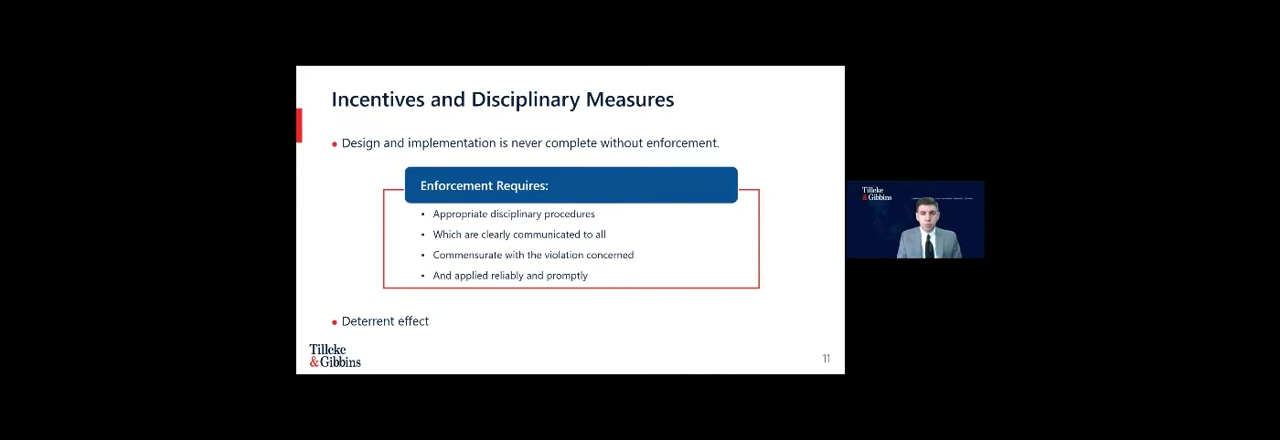 Incentives and Disciplinary Measures
Design and implementation is never complete without enforcement.
Enforcement Requires:
Appropriate disciplinary procedures
Which are clearly communicated to all
Commensurate with the violation concerned
And applied reliably and promptly
Deterrent effect
Tilleke
& Gibbins
11
Tilleke
& Gibbins